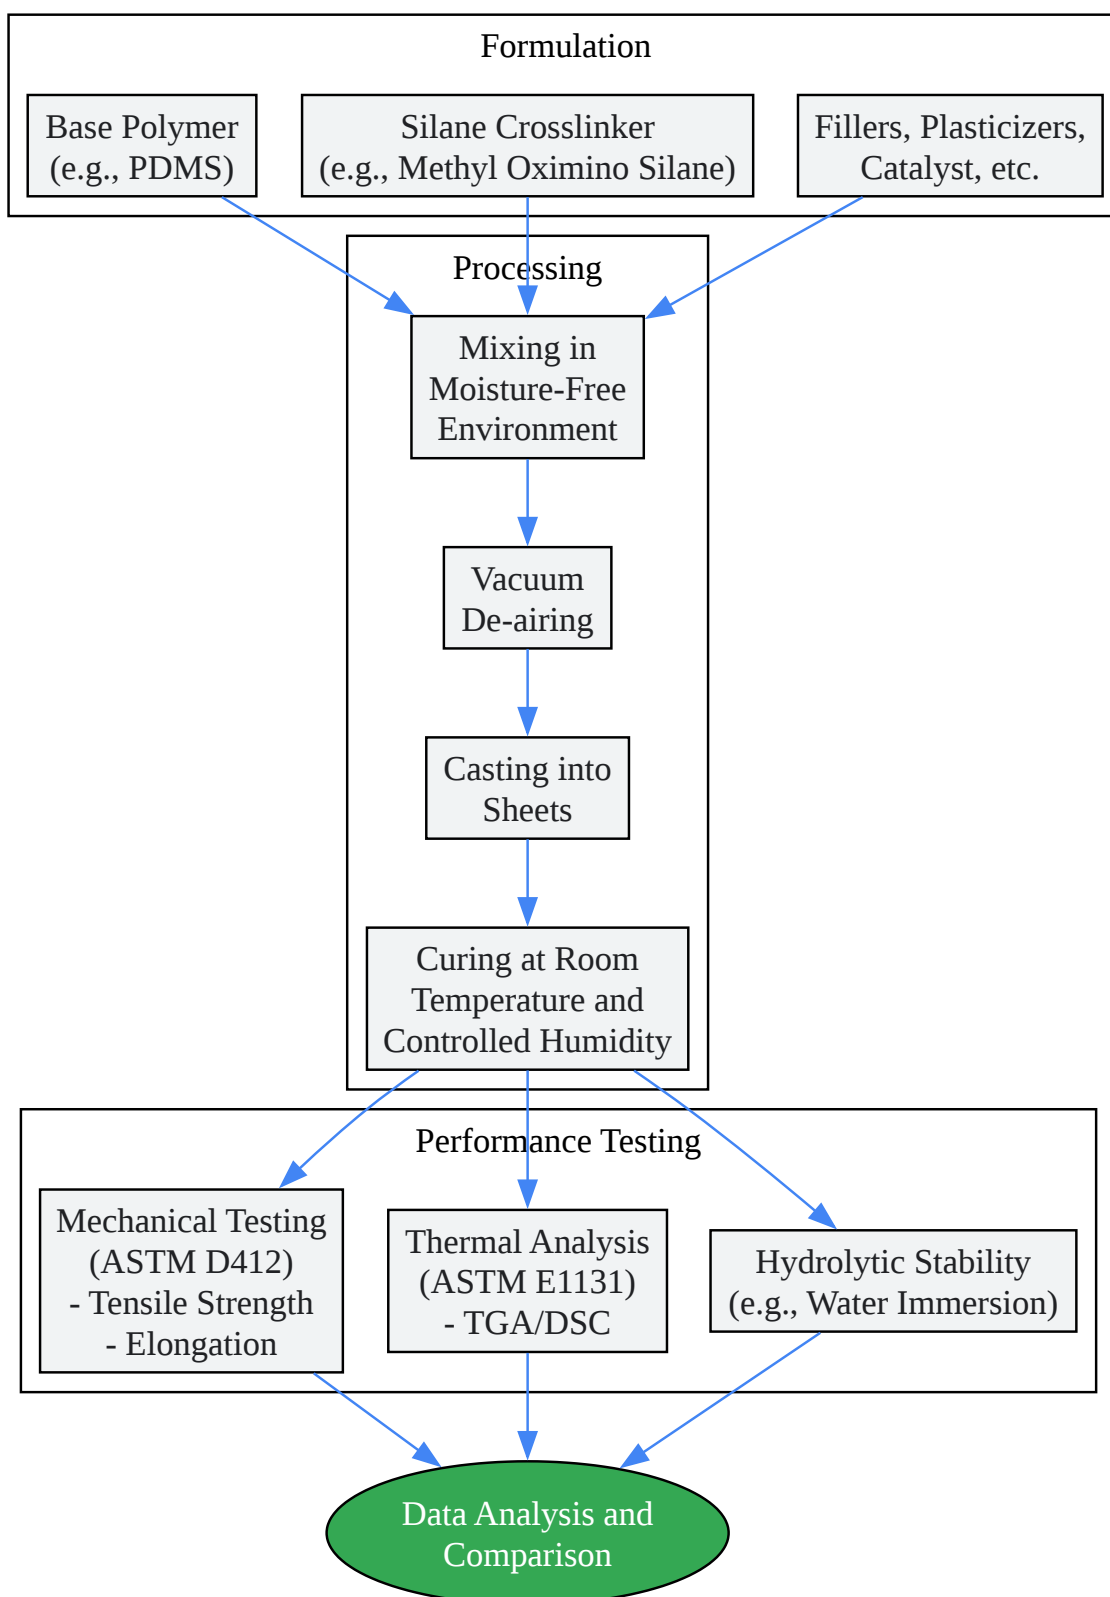 Formulation
Base Polymer
(e.g., PDMS)
Silane Crosslinker
(e.g., Methyl Oximino Silane)
Fillers, Plasticizers,
Catalyst, etc.
Processing
Mixing in
Moisture-Free
Environment
Vacuum
De-airing
Casting into
Sheets
Curing at Room
Temperature and
Controlled Humidity
Performance Testing
Mechanical Testing
(ASTM D412)
- Tensile Strength
- Elongation
Thermal Analysis
(ASTM E1131)
- TGA/DSC
Hydrolytic Stability
(e.g., Water Immersion)
Data Analysis and
Comparison